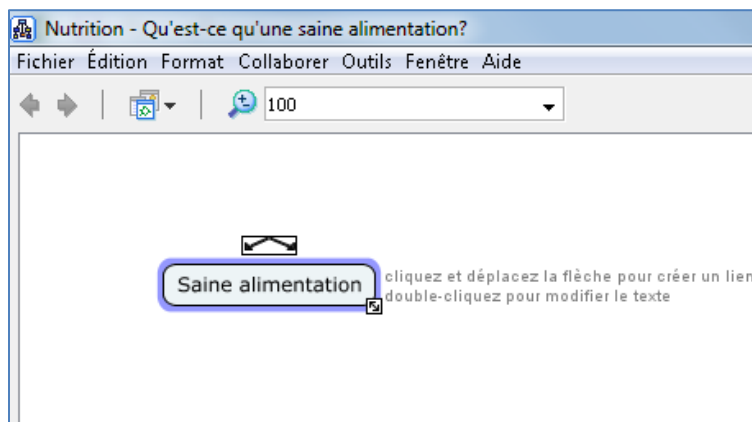 Nutrition - Qu'est-ce qu'une saine alimentation?
Fichier Édition Format Collaborer Outils Fenêtre Aide
100
Saine alimentation
cliquez et déplacez la flèche pour créer un lien
double-cliquez pour modifier le texte